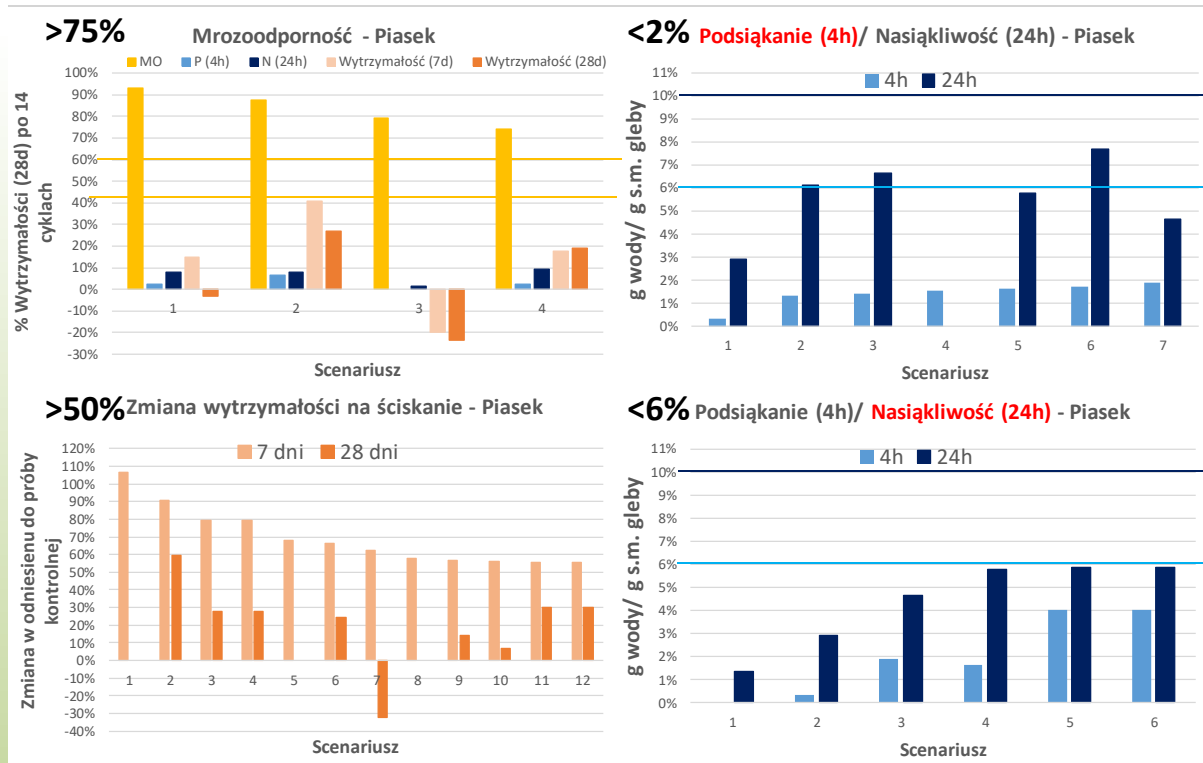 >75% Mrozoodporność - Piasek
MO P (4h) N (24h) Wytrzymałość (7d) Wytrzymałość (28d)
% Wytrzymałości (28d) po 14
cyklach
100%
90%
80%
70%
60%
50%
40%
30%
20%
10%
0%
-10%
-20%
-30%
1 2 3 4
Scenariusz
<2% Podsiąkanie (4h)/ Nasiąkliwość (24h) - Piasek
4h 24h
g wody/ g s.m. gleby
11%
10%
9%
8%
7%
6%
5%
4%
3%
2%
1%
0%
1 2 3 4 5 6 7
Scenariusz
>50% Zmiana wytrzymałości na ściskanie - Piasek
7 dni 28 dni
Zmiana w odniesieniu do próby
kontrolnej
120%
110%
100%
90%
80%
70%
60%
50%
40%
30%
20%
10%
0%
-10%
-20%
-30%
-40%
1 2 3 4 5 6 7 8 9 10 11 12
Scenariusz
<6% Podsiąkanie (4h)/ Nasiąkliwość (24h) - Piasek
4h 24h
g wody/ g s.m. gleby
11%
10%
9%
8%
7%
6%
5%
4%
3%
2%
1%
0%
1 2 3 4 5 6
Scenariusz